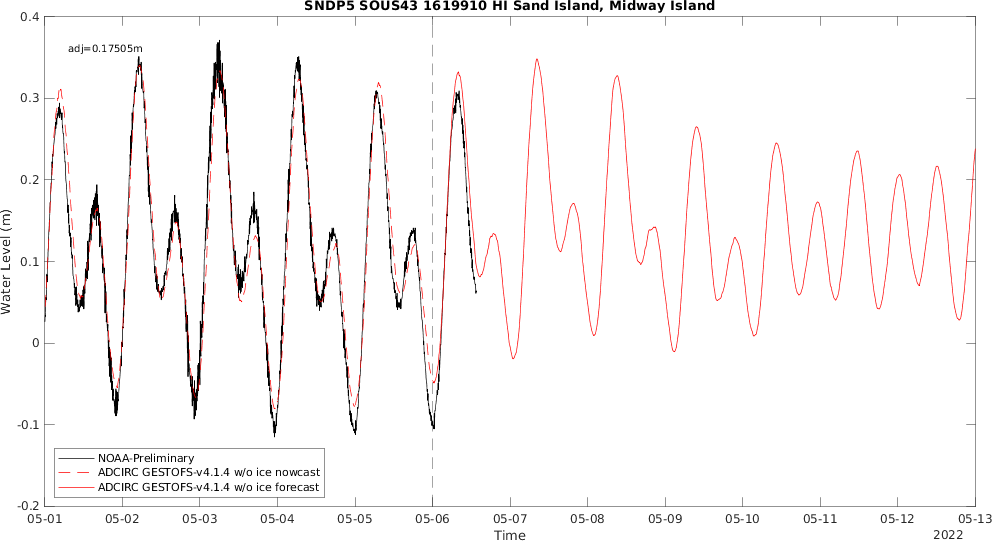 SNDP5 SOUS43 1619910 HI Sand Island, Midway Island
adj=0.17505m
0.4
0.3
0.2
0.1
0
-0.1
-0.2
Water Level (m)
NOAA-Preliminary
ADCIRC GESTOFS-v4.1.4 w/o ice nowcast
ADCIRC GESTOFS-v4.1.4 w/o ice forecast
05-01 05-02 05-03 05-04 05-05 05-06 05-07 05-08 05-09 05-10 05-11 05-12 05-13
Time
2022